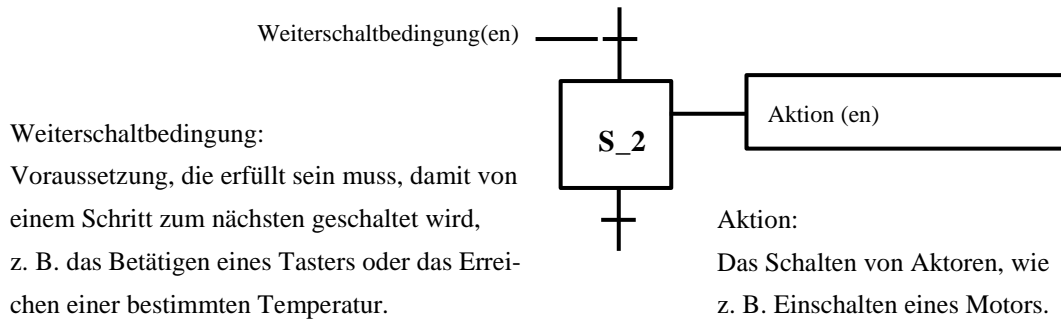 Weiterschaltbedingung(en)
Aktion (en)
S_2
Weiterschaltbedingung:
Voraussetzung, die erfüllt sein muss, damit von
einem Schritt zum nächsten geschaltet wird,
z. B. das Betätigen eines Tasters oder das Errei-
chen einer bestimmten Temperatur.
Aktion:
Das Schalten von Aktoren, wie
z. B. Einschalten eines Motors.